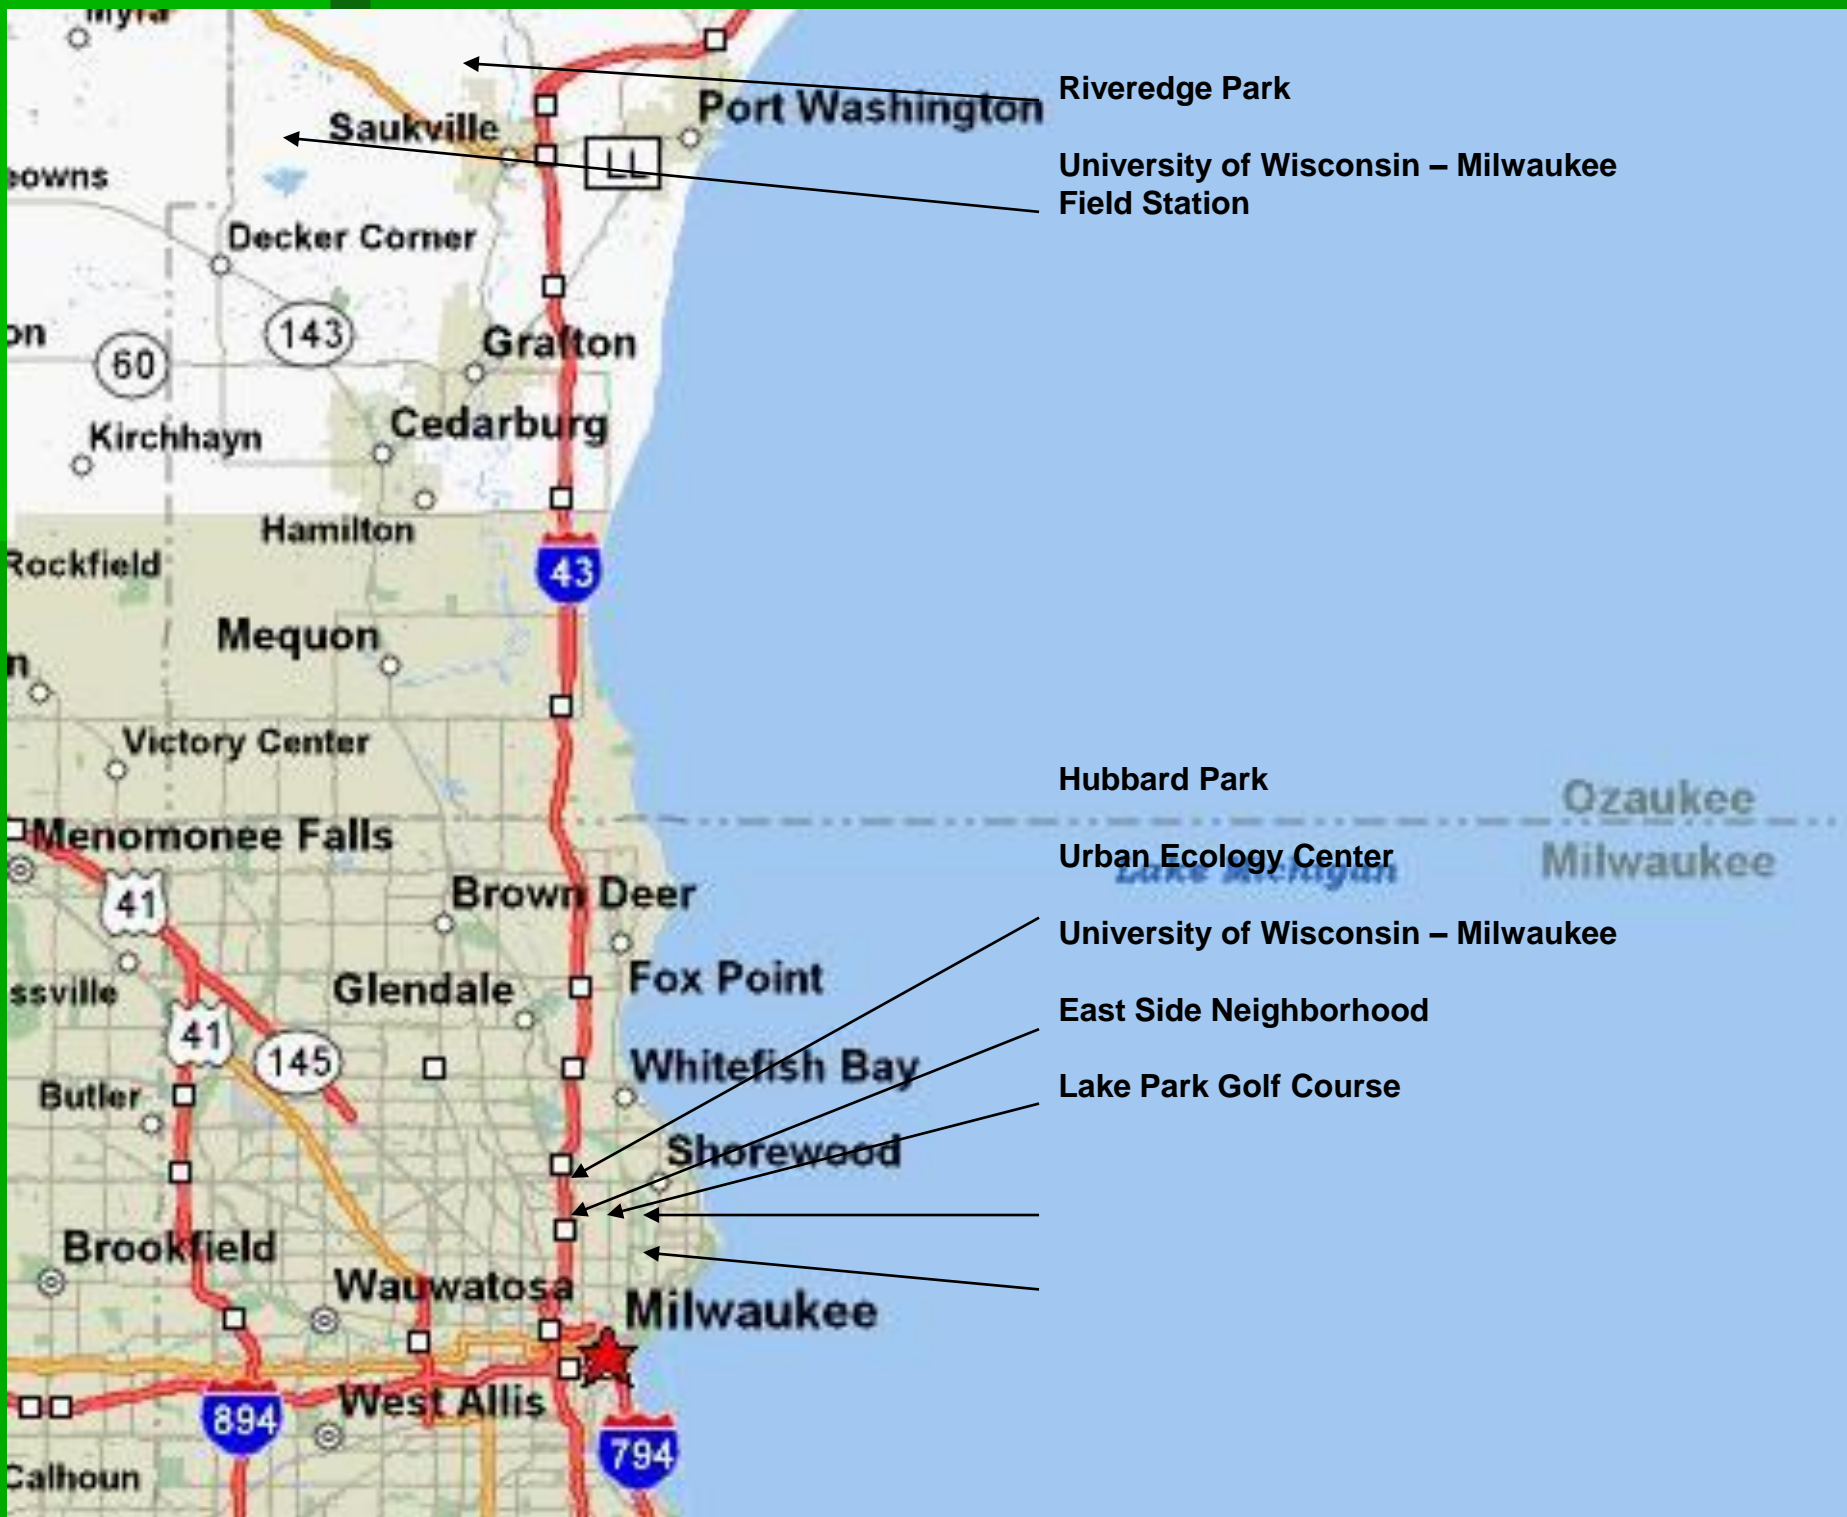 Myra
Riveredge Park
Port Washington
Saukville
LL
University of Wisconsin – Milwaukee
Field Station
eowns
Decker Corner
143
on
60
Grafton
Cedarburg
Kirchhayn
Hamilton
Rockfield
43
Mequon
n
Victory Center
Hubbard Park
Ozaukee
Menomonee Falls
Urban Ecology Center
Lake Michigan
Milwaukee
41
Brown Deer
University of Wisconsin – Milwaukee
Fox Point
ssville
Glendale
East Side Neighborhood
41
145
Whitefish Bay
Butler
Lake Park Golf Course
Shorewood
Brookfield
Wauwatosa
Milwaukee
West Allis
894
794
Calhoun